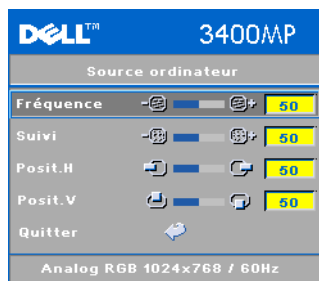 DELL™ 3400MP
Source ordinateur
Fréquence - + 50
Suivi - + 50
Posit.H 50
Posit.V 50
Quitter
Analog RGB 1024x768 / 60Hz